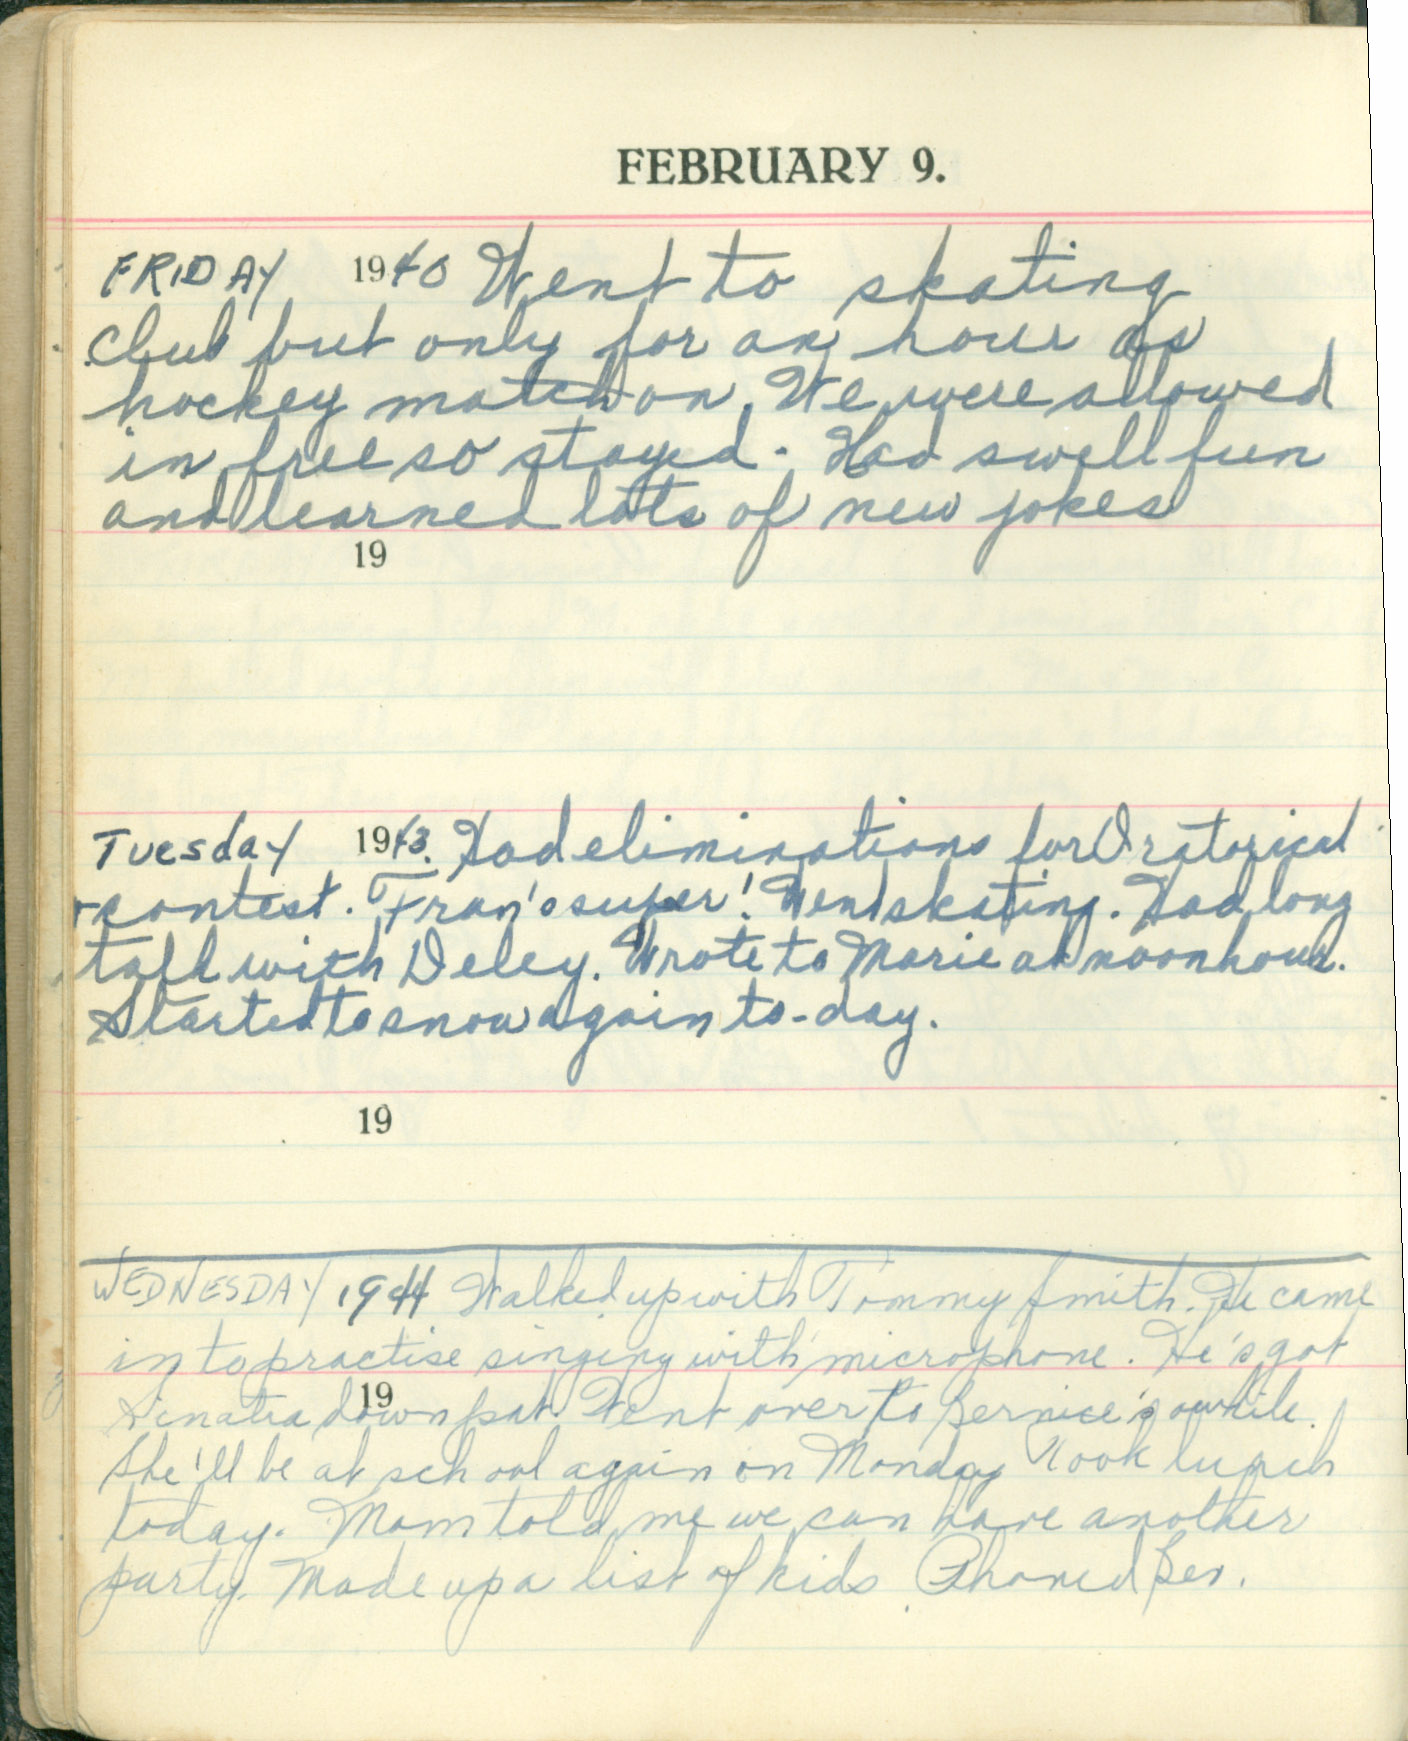 FEBRUARY 9.
FRIDAY 1940 Went to skating
club but only for an hour as
hockey match on. We were allowed
in free so stayed. Had swell fun
and learned lots of new jokes
19
Tuesday 1943. Had eliminations for Oratorical
contest. Fran's super! Went skating. Had long
talk with Deley. Wrote to Marie at noon hour.
Started to snow again to-day.
19
WEDNESDAY 1944 Walked up with Tommy Smith. He came
in to practise singing with microphone. He's got
19
Sinatra down pat. Went over to Bernice's awhile.
She'll be at school again on Monday Took lunch
today. Mom told me we can have another
party. Made up a list of kids Phoned Bev.